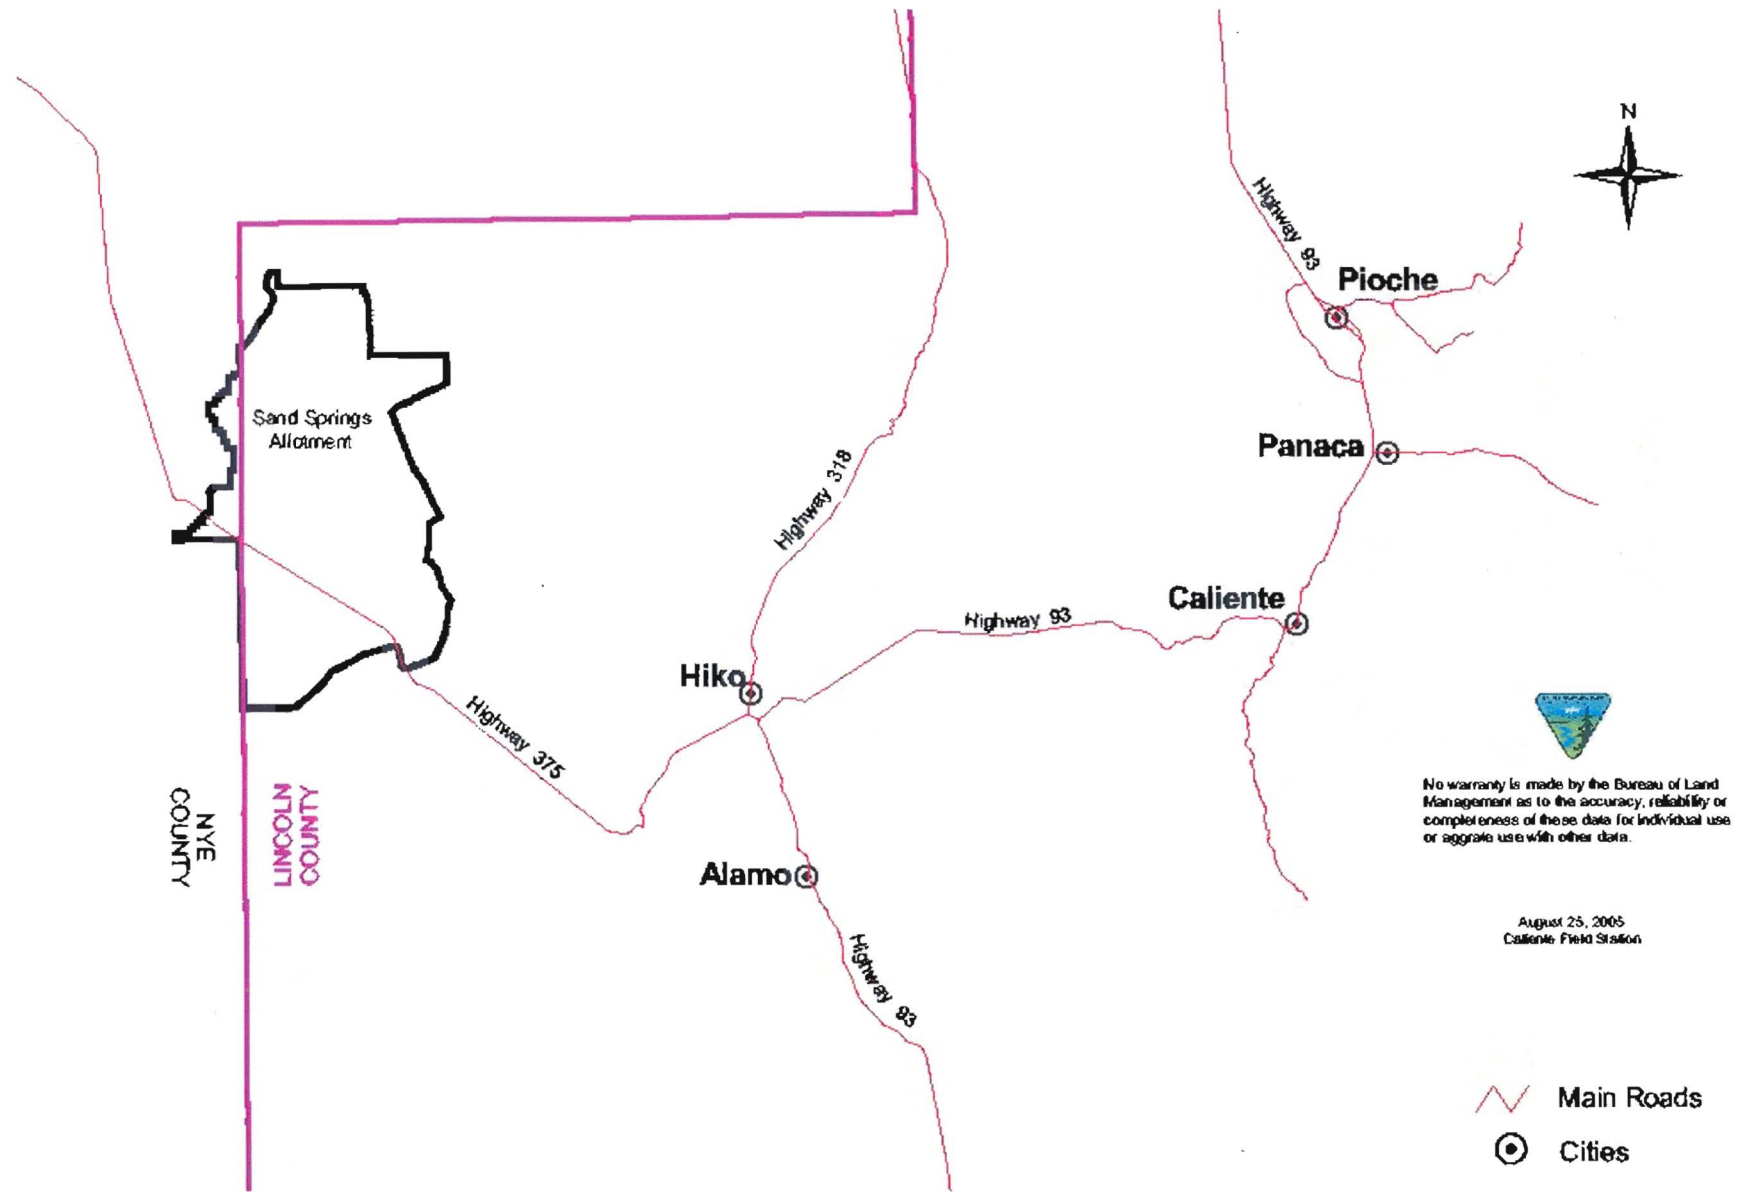 N
Highway 93
Pioche
Sand Springs
Allotment
Panaca
Highway 318
Caliente
Highway 93
Hiko
Highway 375
NYE
COUNTY
LINCOLN
COUNTY
Alamo
Highway 93
No warranty is made by the Bureau of Land
Management as to the accuracy, reliability or
completeness of these data for individual use
or aggrate use with other data.
August 25, 2005
Caliente Field Station
Main Roads
Cities